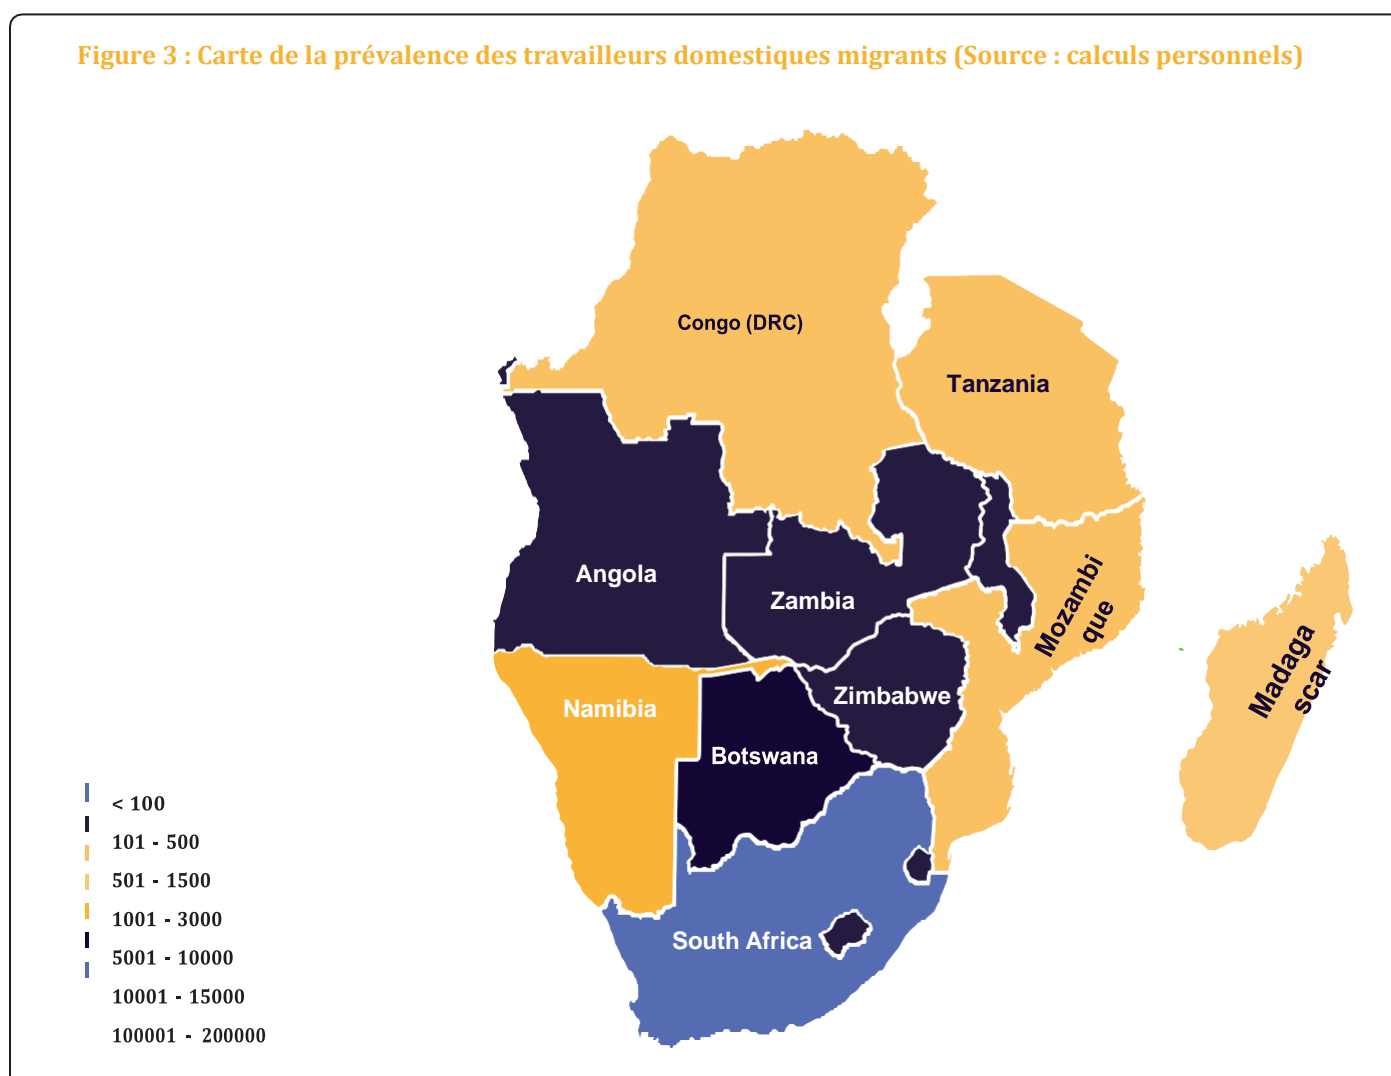 Figure 3 : Carte de la prévalence des travailleurs domestiques migrants (Source : calculs personnels)
Congo (DRC)
Tanzania
Angola
Zambia
Mozambi
que
Madaga
scar
Namibia
Zimbabwe
Botswana
South Africa
< 100
101 - 500
501 - 1500
1001 - 3000
5001 - 10000
10001 - 15000
100001 - 200000